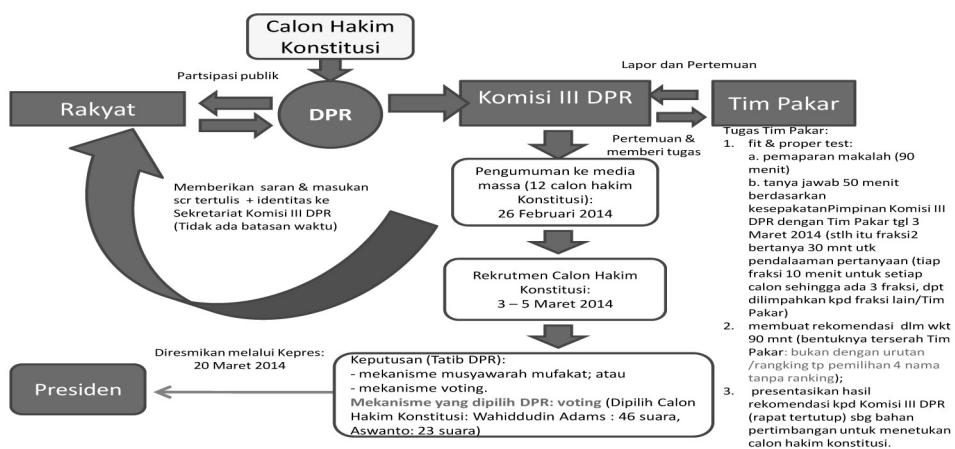 Calon Hakim
Konstitusi
Partsipasi publik
Lapor dan Pertemuan
Rakyat
DPR
Komisi III DPR
Tim Pakar
Pertemuan &
memberi tugas
Memberikan saran & masukan
scr tertulis + identitas ke
Sekretariat Komisi III DPR
(Tidak ada batasan waktu)
Pengumuman ke media
massa (12 calon hakim
Konstitusi):
26 Februari 2014
Rekrutmen Calon Hakim
Konstitusi:
3 – 5 Maret 2014
Diresmikan melalui Kepres:
20 Maret 2014
Presiden
Keputusan (Tatib DPR):
- mekanisme musyawarah mufakat; atau
- mekanisme voting.
Mekanisme yang dipilih DPR: voting (Dipilih Calon
Hakim Konstitusi: Wahiddudin Adams : 46 suara,
Aswanto: 23 suara)
Tugas Tim Pakar:
1. fit & proper test:
a. pemaparan makalah (90
menit)
b. tanya jawab 50 menit
berdasarkan
kesepakatanPimpinan Komisi III
DPR dengan Tim Pakar tgl 3
Maret 2014 (stlh itu fraksi2
bertanya 30 mnt utk
pendalaaman pertanyaan (tiap
fraksi 10 menit untuk setiap
calon sehingga ada 3 fraksi, dpt
dilimpahkan kpd fraksi lain/Tim
Pakar)
2. membuat rekomendasi dlm wkt
90 mnt (bentuknya terserah Tim
Pakar: bukan dengan urutan
/rangking tp pemilihan 4 nama
tanpa ranking);
3. presentasikan hasil
rekomendasi kpd Komisi III DPR
(rapat tertutup) sbg bahan
pertimbangan untuk menetukan
calon hakim konstitusi.